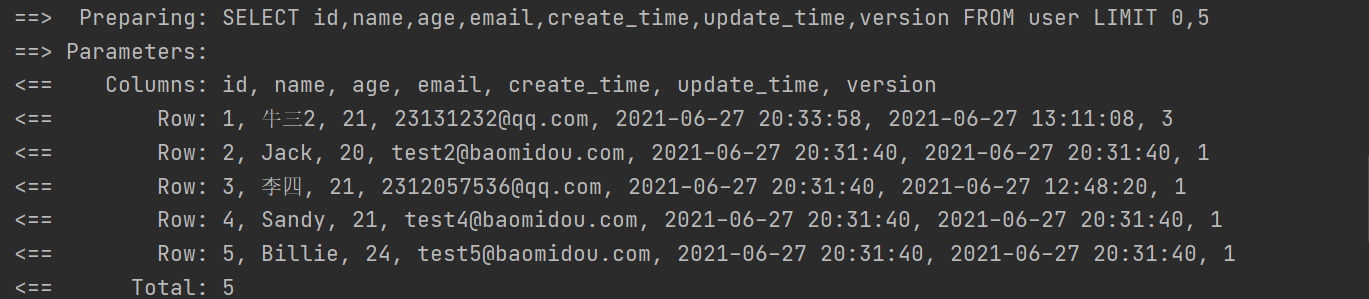 ==>  Preparing: SELECT id,name,age,email,create_time,update_time,version FROM user LIMIT 0,5
==> Parameters:
<==    Columns: id, name, age, email, create_time, update_time, version
<==        Row: 1, 牛三2, 21, 23131232@qq.com, 2021-06-27 20:33:58, 2021-06-27 13:11:08, 3
<==        Row: 2, Jack, 20, test2@baomidou.com, 2021-06-27 20:31:40, 2021-06-27 20:31:40, 1
<==        Row: 3, 李四, 21, 2312057536@qq.com, 2021-06-27 20:31:40, 2021-06-27 12:48:20, 1
<==        Row: 4, Sandy, 21, test4@baomidou.com, 2021-06-27 20:31:40, 2021-06-27 20:31:40, 1
<==        Row: 5, Billie, 24, test5@baomidou.com, 2021-06-27 20:31:40, 2021-06-27 20:31:40, 1
<==      Total: 5